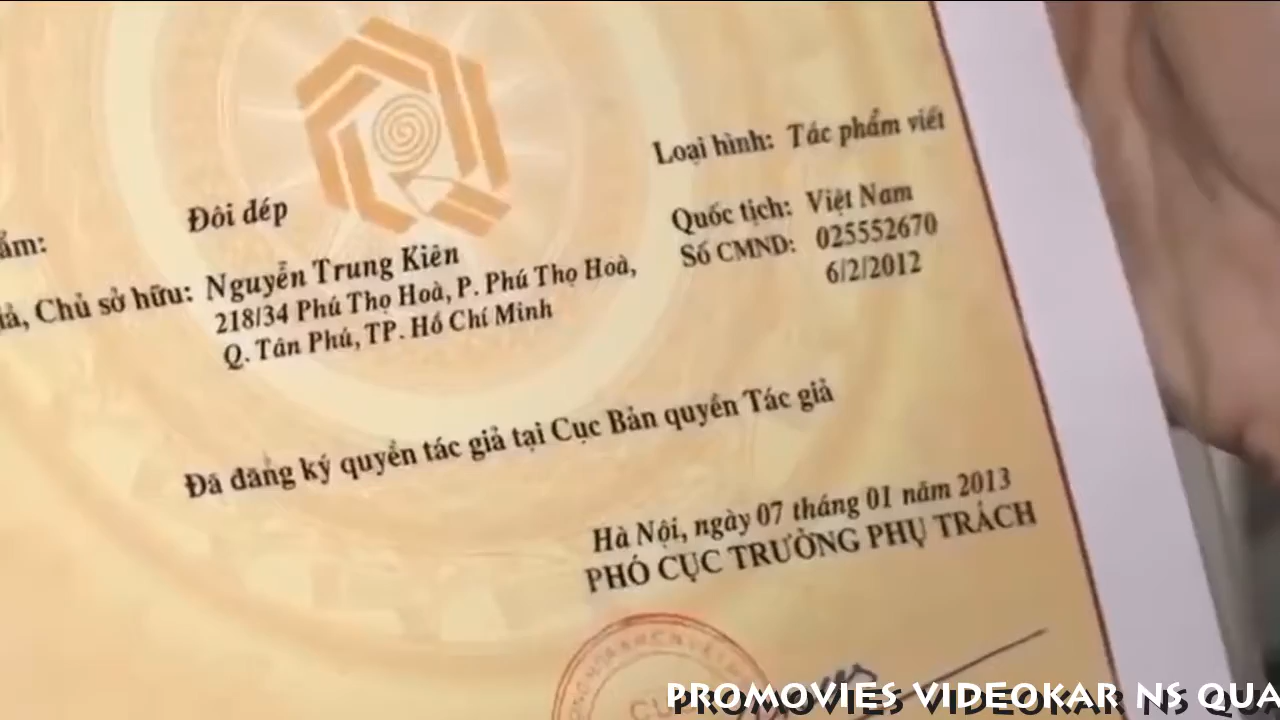 Loại hình: Tác phẩm viết
ẩm: Đôi dép
Quốc tịch: Việt Nam
ả, Chủ sở hữu: Nguyễn Trung Kiên
Số CMND: 025552670
218/34 Phú Thọ Hoà, P. Phú Thọ Hoà,
6/2/2012
Q. Tân Phú, TP. Hồ Chí Minh
Đã đăng ký quyền tác giả tại Cục Bản quyền Tác giả
Hà Nội, ngày 07 tháng 01 năm 2013
PHÓ CỤC TRƯỞNG PHỤ TRÁCH
PROMOVIES VIDEOKAR NS QUA